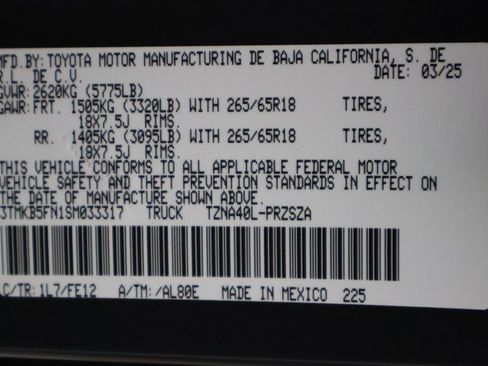 MFD.BY: TOYOTA MOTOR MANUFACTURING DE BAJA CALIFORNIA, S. DE
R.L. DE C.V. DATE: 03/25
GVWR: 2620KG (5775LB)
GAWR: FRT. 1505KG (3320LB) WITH 265/65R18 TIRES,
18X7.5J RIMS.
RR. 1405KG (3095LB) WITH 265/65R18 TIRES,
18X7.5J RIMS.
THIS VEHICLE CONFORMS TO ALL APPLICABLE FEDERAL MOTOR
VEHICLE SAFETY AND THEFT PREVENTION STANDARDS IN EFFECT ON
THE DATE OF MANUFACTURE SHOWN ABOVE.
3TMKB5FN1SM033317 TRUCK TZNA40L-PRZSZA
C/TR: 1L7/FE12 A/TM: /AL80E MADE IN MEXICO 225